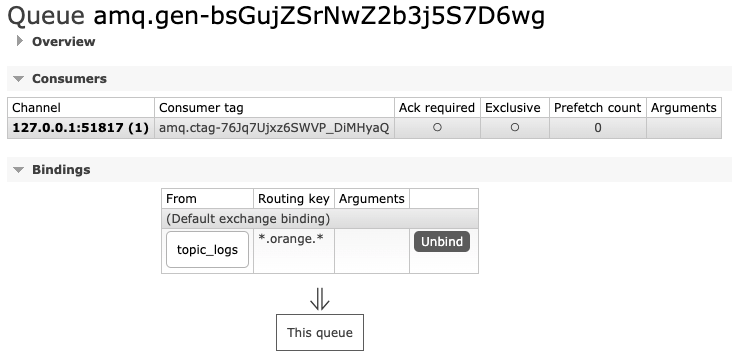 Queue amq.gen-bsGujZSrNwZ2b3j5S7D6wg
Overview
Consumers
Channel Consumer tag Ack required Exclusive Prefetch count Arguments
127.0.0.1:51817 (1) amq.ctag-76Jq7Ujxz6SWVP_DiMHyaQ ○ ○ 0
Bindings
From Routing key Arguments
(Default exchange binding)
topic_logs *.orange.* Unbind
⇓
This queue